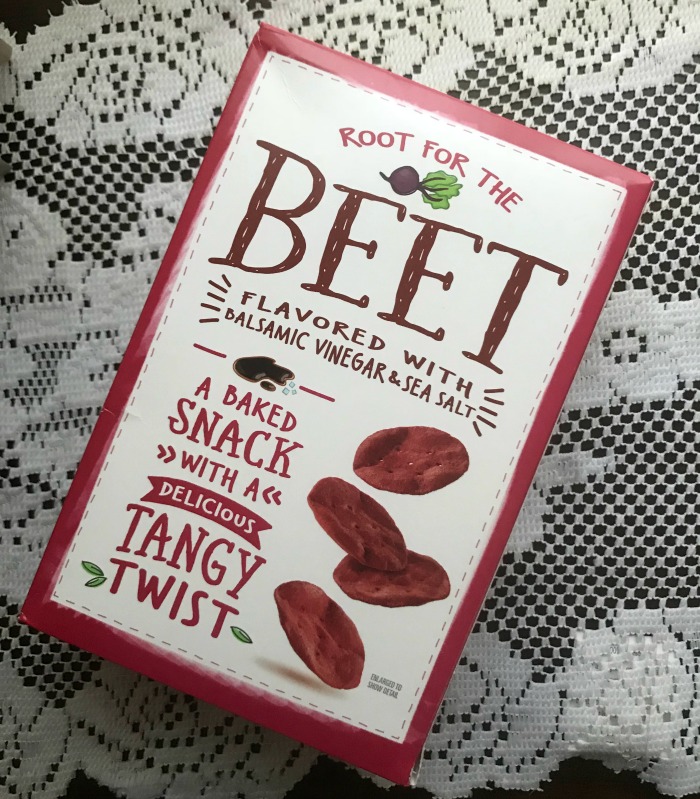 ROOT FOR THE
BEET
FLAVORED WITH
BALSAMIC VINEGAR & SEA SALT
A BAKED
SNACK
WITH A
DELICIOUS
TANGY
TWIST
ENLARGED TO
SHOW DETAIL